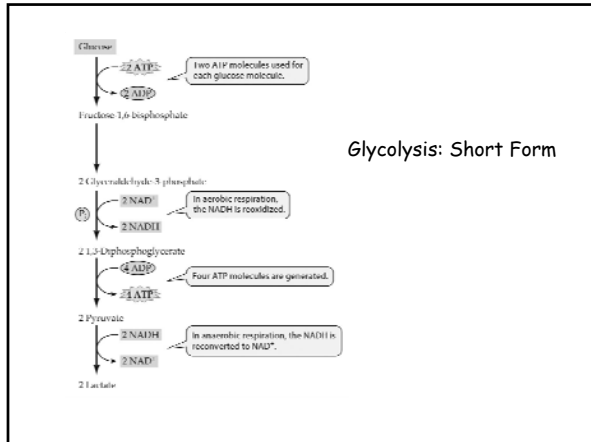 Glucose
2 ATP
Two ATP molecules used for
each glucose molecule.
2 ADP
Fructose 1,6 bisphosphate
Glycolysis: Short Form
2 Glyceraldehyde 3 phosphate
2 NAD⁺
In aerobic respiration,
the NADH is reoxidized.
Pᵢ
2 NADH
2 1,3-Diphosphoglycerate
4 ADP
Four ATP molecules are generated.
4 ATP
2 Pyruvate
2 NADH
In anaerobic respiration, the NADH is
reconverted to NAD⁺.
2 NAD⁺
2 Lactate